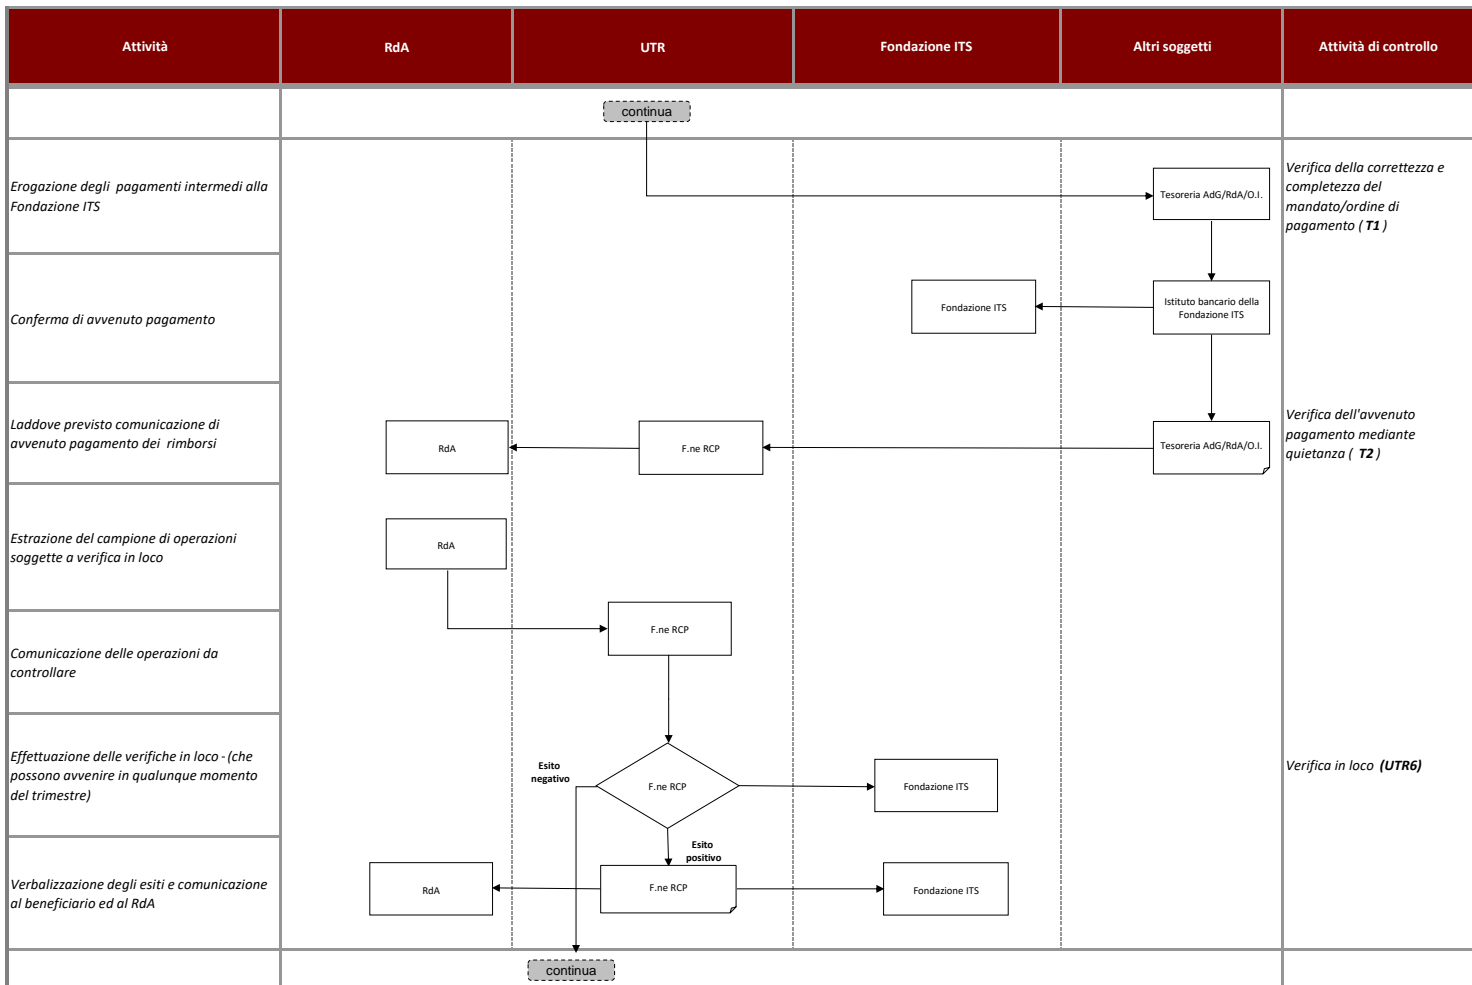 Attività
RdA
UTR
Fondazione ITS
Altri soggetti
Attività di controllo
continua
Erogazione degli pagamenti intermedi alla
Fondazione ITS
Tesoreria AdG/RdA/O.I.
Verifica della correttezza e
completezza del
mandato/ordine di
pagamento ( T1 )
Conferma di avvenuto pagamento
Fondazione ITS
Istituto bancario della
Fondazione ITS
Laddove previsto comunicazione di
avvenuto pagamento dei rimborsi
RdA
F.ne RCP
Tesoreria AdG/RdA/O.I.
Verifica dell'avvenuto
pagamento mediante
quietanza ( T2 )
Estrazione del campione di operazioni
soggette a verifica in loco
RdA
Comunicazione delle operazioni da
controllare
F.ne RCP
Effettuazione delle verifiche in loco - (che
possono avvenire in qualunque momento
del trimestre)
Esito
negativo
F.ne RCP
Fondazione ITS
Verifica in loco (UTR6)
Esito
positivo
Verbalizzazione degli esiti e comunicazione
al beneficiario ed al RdA
RdA
F.ne RCP
Fondazione ITS
continua